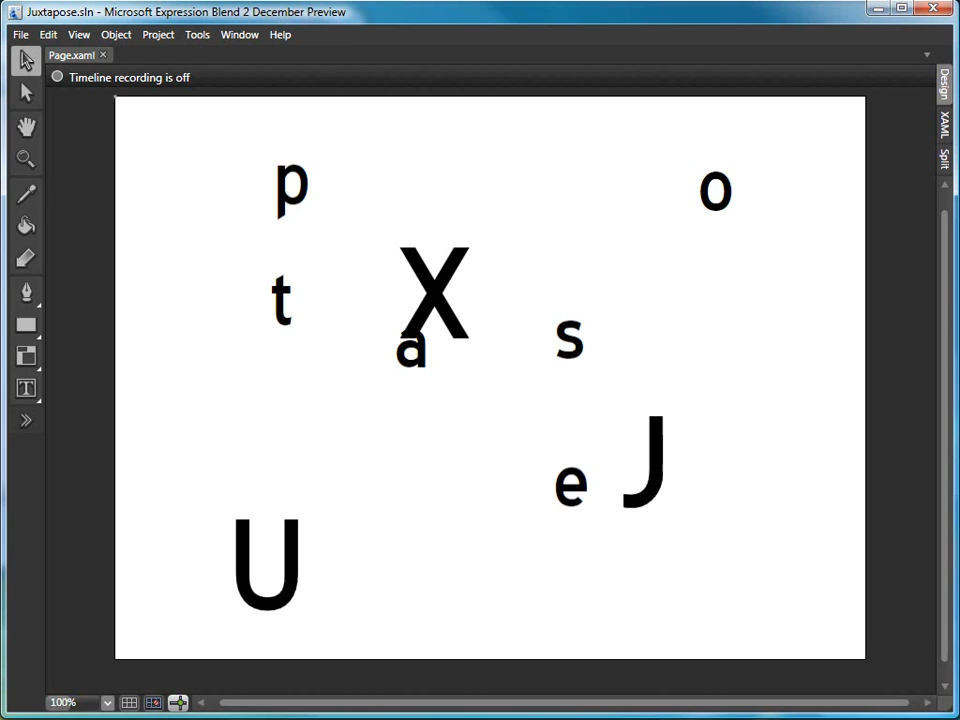 Juxtapose.sln - Microsoft Expression Blend 2 December Preview
File Edit View Object Project Tools Window Help
Page.xaml
Timeline recording is off
Design
XAML
Split
p
o
X
t
s
a
J
e
U
T
100%